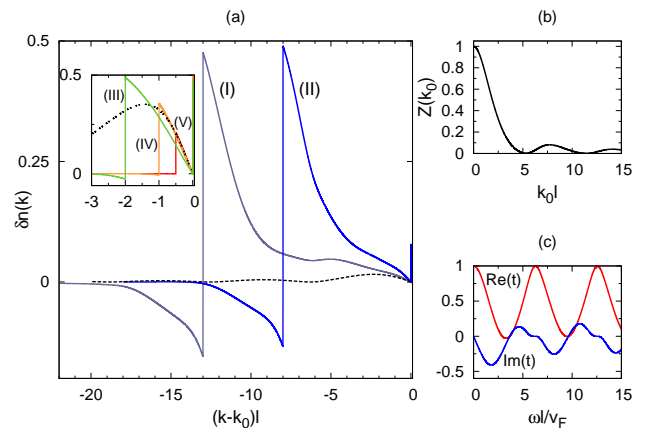 (a)
0.5
0.25
0
δn(k)
-22
-20
-15
-10
-5
0
(k-k₀)l
(I)
(II)
0.5
0
-3
-2
-1
0
(III)
(IV)
(V)
(b)
1
0.8
0.6
0.4
0.2
0
Z(k₀)
0
5
10
15
k₀l
(c)
1
0.5
0
-0.5
Re(t)
Im(t)
0
5
10
15
ωl/v_F